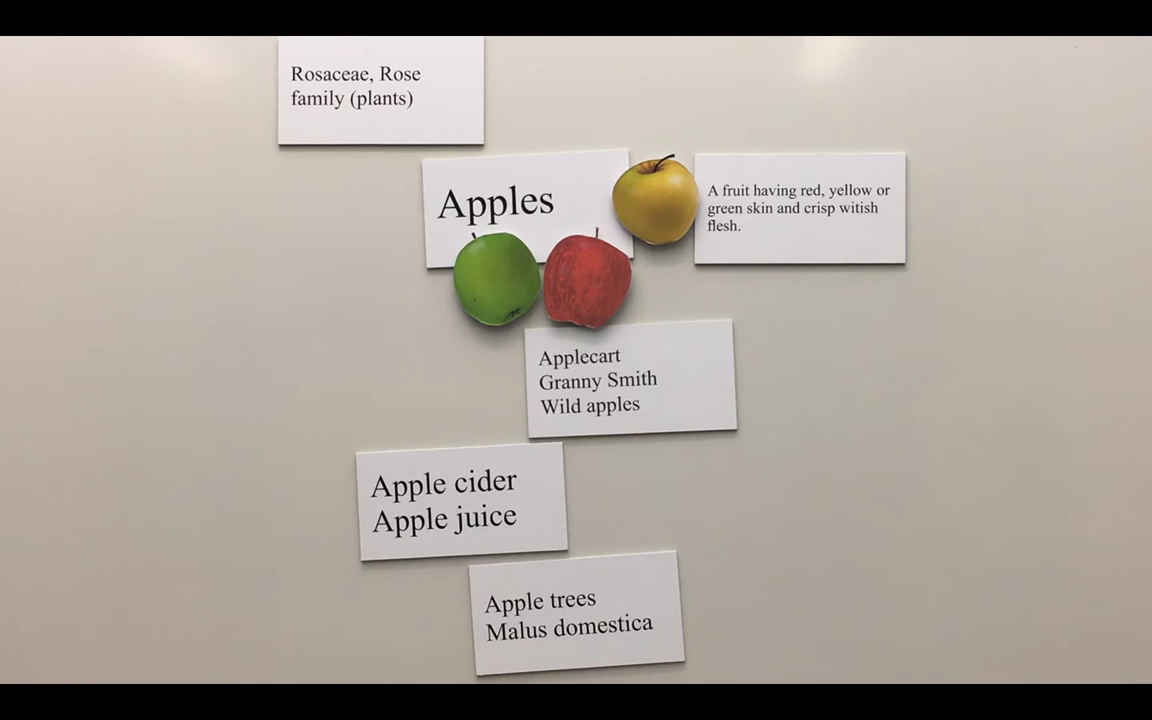 Rosaceae, Rose
family (plants)
Apples
A fruit having red, yellow or
green skin and crisp witish
flesh.
Applecart
Granny Smith
Wild apples
Apple cider
Apple juice
Apple trees
Malus domestica